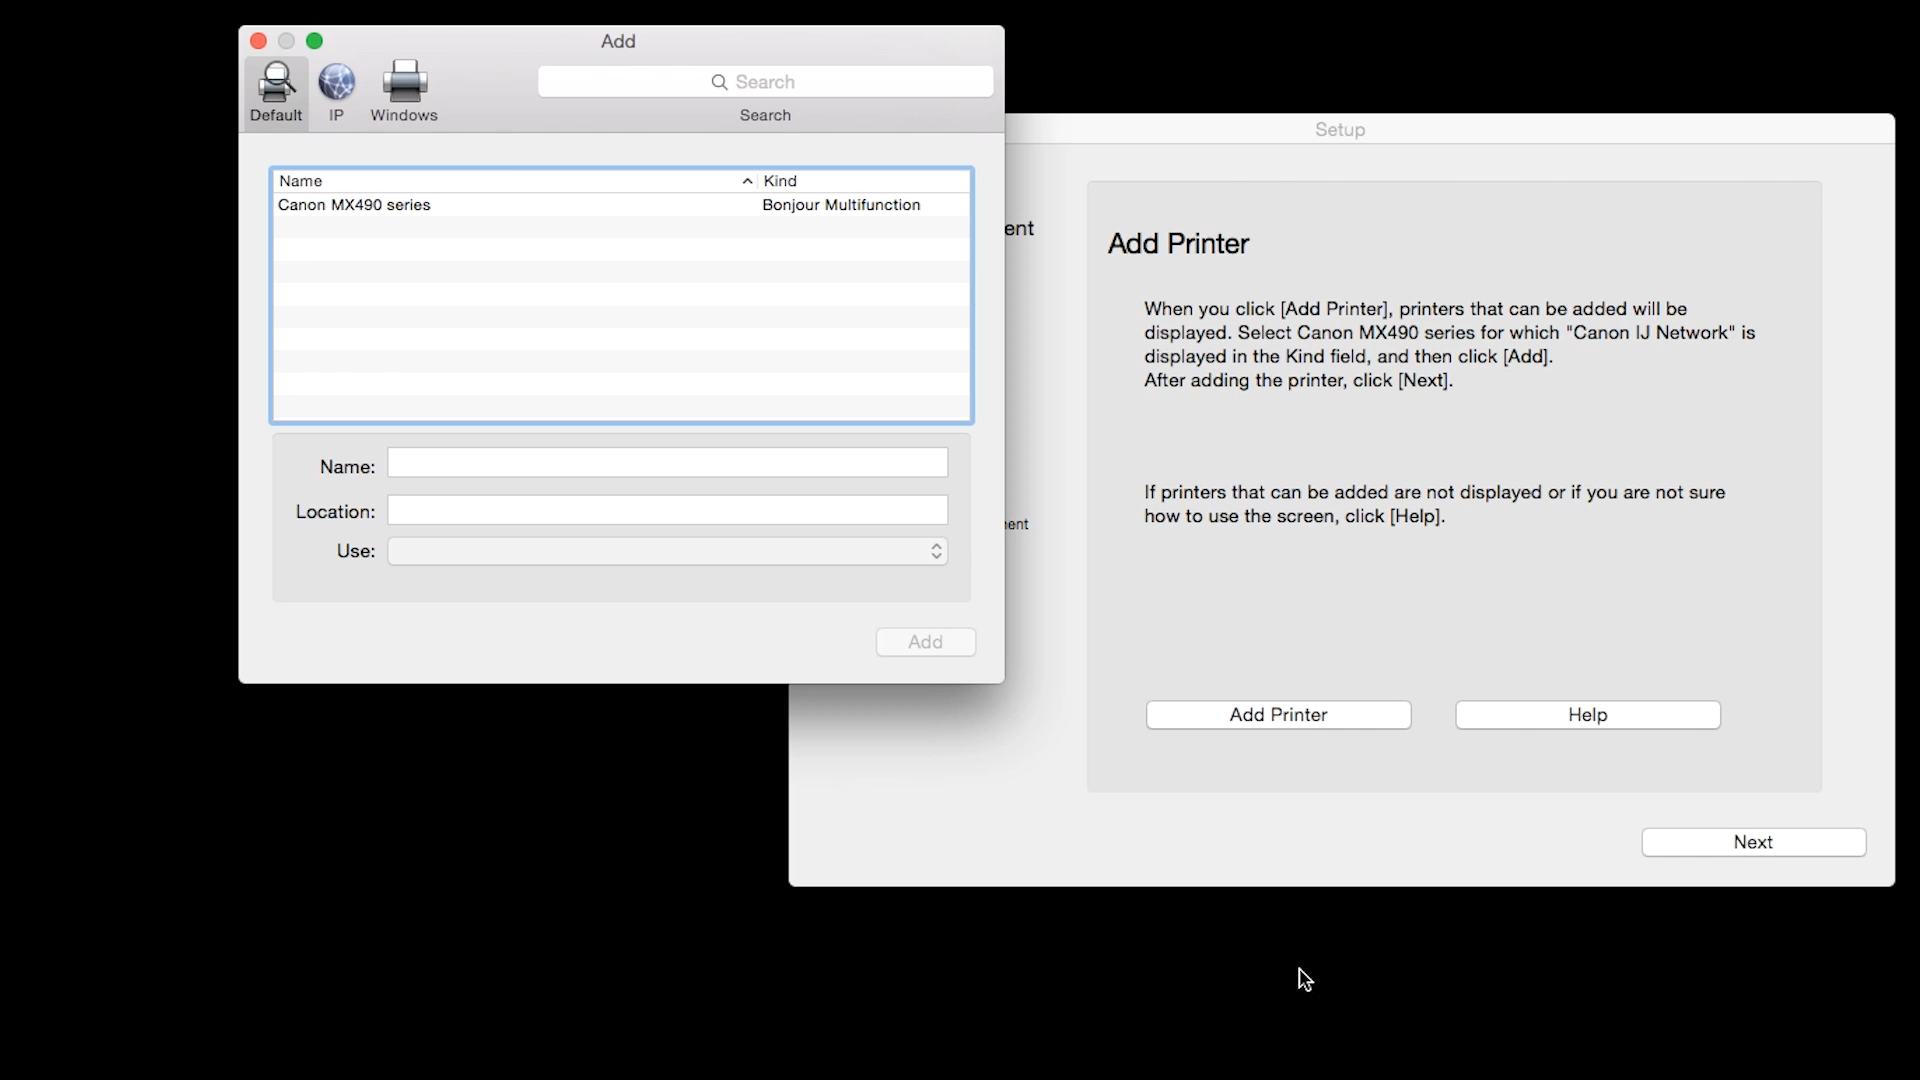 Add
Default
IP
Windows
Search
Search
Name
Kind
Canon MX490 series
Bonjour Multifunction
Name:
Location:
Use:
Add
Setup
ent
Add Printer
When you click [Add Printer], printers that can be added will be
displayed. Select Canon MX490 series for which "Canon IJ Network" is
displayed in the Kind field, and then click [Add].
After adding the printer, click [Next].
If printers that can be added are not displayed or if you are not sure
how to use the screen, click [Help].
Add Printer
Help
Next